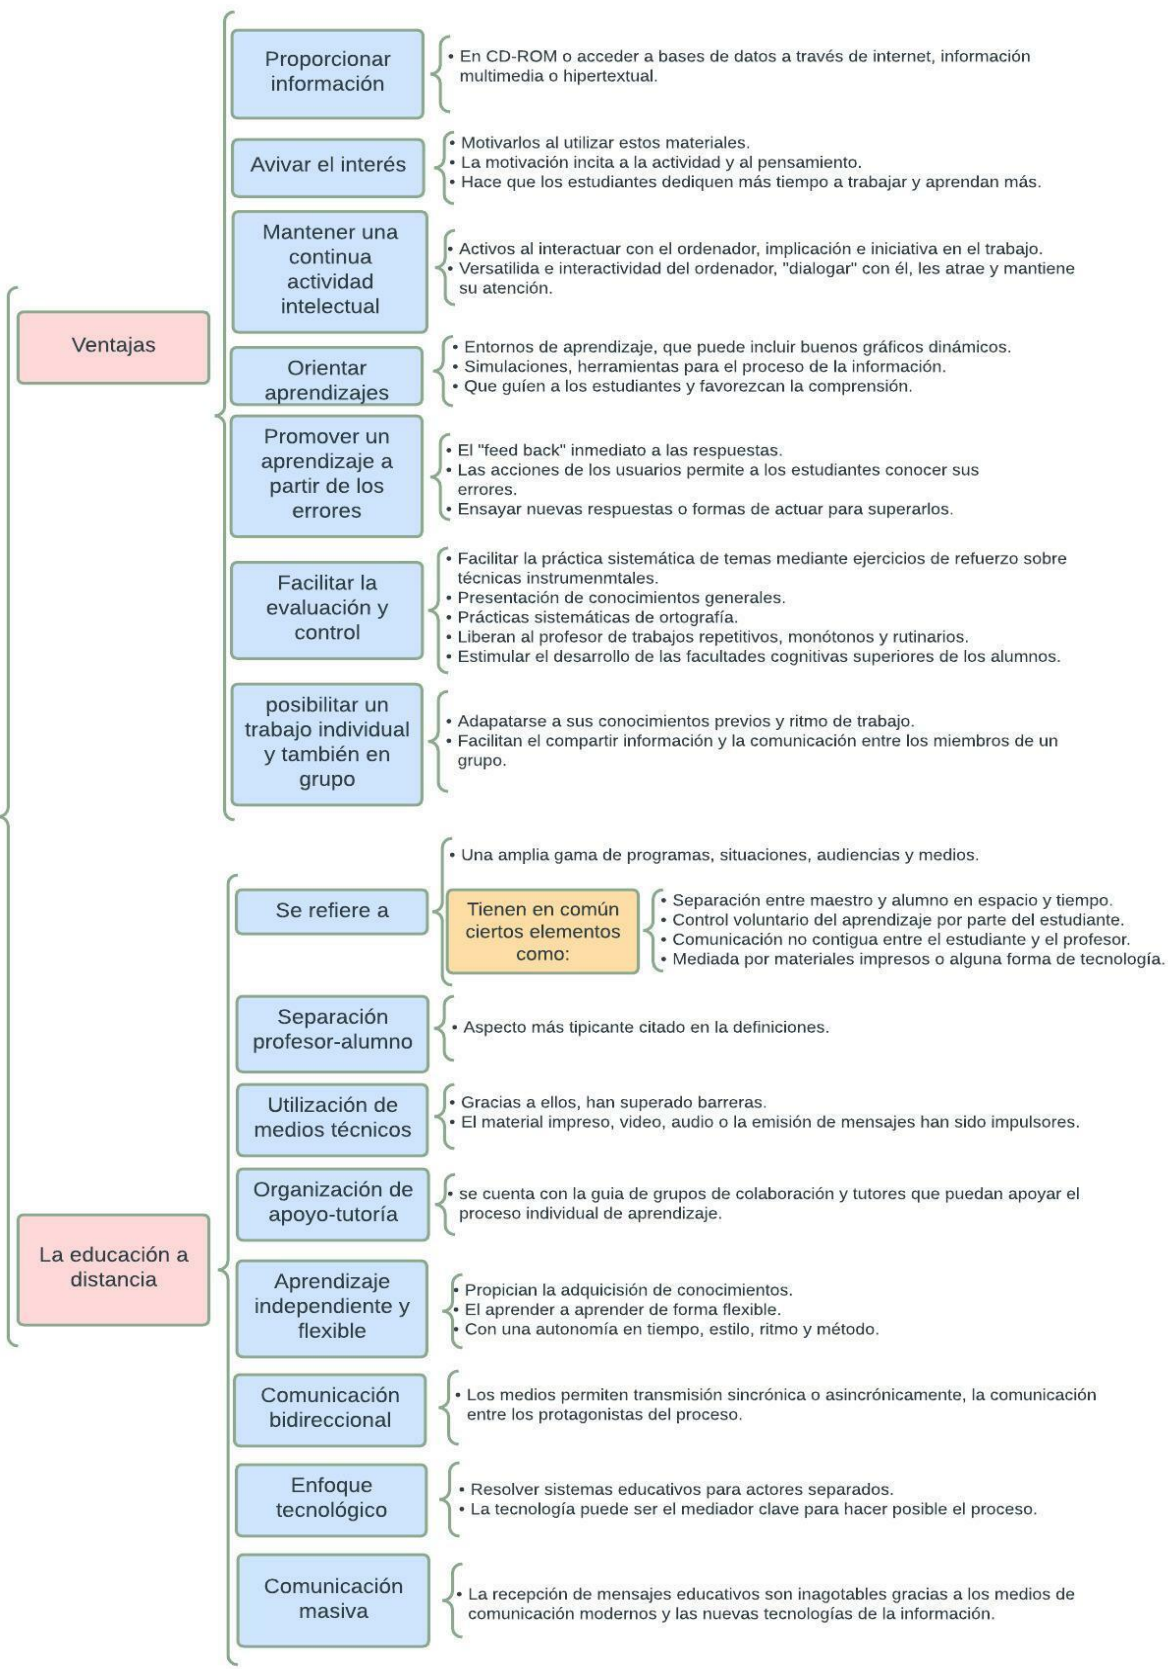 Proporcionar
información
• En CD-ROM o acceder a bases de datos a través de internet, información
multimedia o hipertextual.
Avivar el interés
• Motivarlos al utilizar estos materiales.
• La motivación incita a la actividad y al pensamiento.
• Hace que los estudiantes dediquen más tiempo a trabajar y aprendan más.
Mantener una
continua
actividad
intelectual
• Activos al interactuar con el ordenador, implicación e iniciativa en el trabajo.
• Versatilida e interactividad del ordenador, "dialogar" con él, les atrae y mantiene
su atención.
Ventajas
Orientar
aprendizajes
• Entornos de aprendizaje, que puede incluir buenos gráficos dinámicos.
• Simulaciones, herramientas para el proceso de la información.
• Que guíen a los estudiantes y favorezcan la comprensión.
Promover un
aprendizaje a
partir de los
errores
• El "feed back" inmediato a las respuestas.
• Las acciones de los usuarios permite a los estudiantes conocer sus
errores.
• Ensayar nuevas respuestas o formas de actuar para superarlos.
Facilitar la
evaluación y
control
• Facilitar la práctica sistemática de temas mediante ejercicios de refuerzo sobre
técnicas instrumenmtales.
• Presentación de conocimientos generales.
• Prácticas sistemáticas de ortografía.
• Liberan al profesor de trabajos repetitivos, monótonos y rutinarios.
• Estimular el desarrollo de las facultades cognitivas superiores de los alumnos.
posibilitar un
trabajo individual
y también en
grupo
• Adapatarse a sus conocimientos previos y ritmo de trabajo.
• Facilitan el compartir información y la comunicación entre los miembros de un
grupo.
Se refiere a
• Una amplia gama de programas, situaciones, audiencias y medios.
Tienen en común
ciertos elementos
como:
• Separación entre maestro y alumno en espacio y tiempo.
• Control voluntario del aprendizaje por parte del estudiante.
• Comunicación no contigua entre el estudiante y el profesor.
• Mediada por materiales impresos o alguna forma de tecnología.
Separación
profesor-alumno
• Aspecto más tipicante citado en la definiciones.
Utilización de
medios técnicos
• Gracias a ellos, han superado barreras.
• El material impreso, video, audio o la emisión de mensajes han sido impulsores.
Organización de
apoyo-tutoría
• se cuenta con la guia de grupos de colaboración y tutores que puedan apoyar el
proceso individual de aprendizaje.
La educación a
distancia
Aprendizaje
independiente y
flexible
• Propician la adquicisión de conocimientos.
• El aprender a aprender de forma flexible.
• Con una autonomía en tiempo, estilo, ritmo y método.
Comunicación
bidireccional
• Los medios permiten transmisión sincrónica o asincrónicamente, la comunicación
entre los protagonistas del proceso.
Enfoque
tecnológico
• Resolver sistemas educativos para actores separados.
• La tecnología puede ser el mediador clave para hacer posible el proceso.
Comunicación
masiva
• La recepción de mensajes educativos son inagotables gracias a los medios de
comunicación modernos y las nuevas tecnologías de la información.